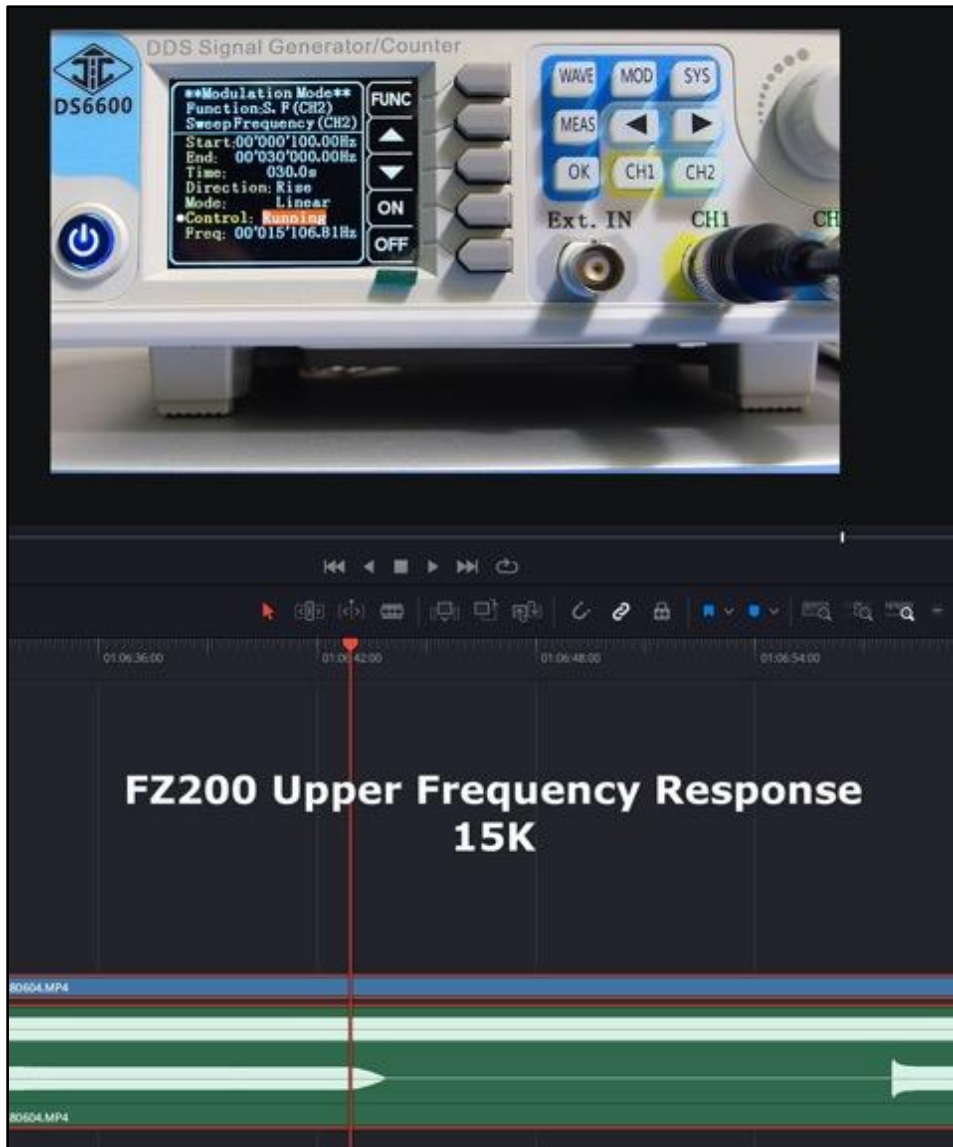 DDS Signal Generator/Counter
JDC
DS6600
**Modulation Mode**
Function:S. F(CH2)
SweepFrequency(CH2)
Start:00'000'100.00Hz
End: 00'030'000.00Hz
Time: 030.0s
Direction: Rise
Mode: Linear
Control: Running
Freq: 00'015'106.81Hz
FUNC
ON
OFF
WAVE MOD SYS
MEAS
OK CH1 CH2
Ext. IN CH1 CH
01:06:36:00 01:06:42:00 01:06:48:00 01:06:54:00
FZ200 Upper Frequency Response
15K
80604.MP4
80604.MP4